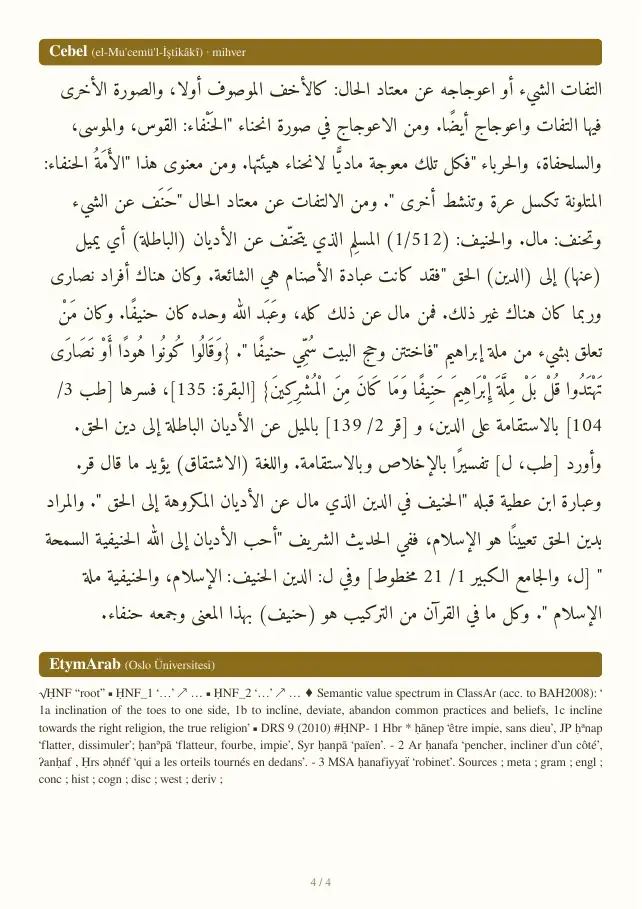 Cebel (el-Mu'cemü'l-İştikâkî) · mihver
التفات الشيء أو اعوجاجه عن معتاد الحال: كالأخف الموصوف أولا، والصورة الأخرى
فيها التفات واعوجاج أيضًا. ومن الاعوجاج في صورة انحناء "الحَنْفاء: القوس، والموسى،
والسلحفاة، والحرباء "فكل تلك معوجة ماديًّا لانحناء هيئتها. ومن معنوى هذا "الأَمَةُ الحنفاء:
المتلونة تكسل عرة وتنشط أخرى ". ومن الالتفات عن معتاد الحال "حَنَف عن الشيء
وتحنف: مال. والحنيف: (1/512) المسلِم الذي يتحنّف عن الأديان (الباطلة) أي يميل
(عنها) إلى (الدين) الحق "فقد كانت عبادة الأصنام هي الشائعة. وكان هناك أفراد نصارى
وربما كان هناك غير ذلك. فمن مال عن ذلك كله، وعَبَد الله وحده كان حنيفًا. وكان مَنْ
تعلق بشيء من ملة إبراهيم "فاختتن وحج البيت سُمِّي حنيفًا ". {وَقَالُوا كُونُوا هُودًا أَوْ نَصَارَى
تَهْتَدُوا قُلْ بَلْ مِلَّةَ إِبْرَاهِيمَ حَنِيفًا وَمَا كَانَ مِنَ الْمُشْرِكِينَ} [البقرة: 135]، فسرها [طب 3/
104] بالاستقامة على الدين، و [قر 2/ 139] بالميل عن الأديان الباطلة إلى دين الحق.
وأورد [طب، ل] تفسيرًا بالإخلاص وبالاستقامة. واللغة (الاشتقاق) يؤيد ما قال قر.
وعبارة ابن عطية قبله "الحنيف في الدين الذي مال عن الأديان المكروهة إلى الحق ". والمراد
بدين الحق تعيينًا هو الإسلام، ففي الحديث الشريف "أحب الأديان إلى الله الحنيفية السمحة
" [ل، والجامع الكبير 1/ 21 مخطوط] وفي ل: الدين الحنيف: الإسلام، والحنيفية ملة
الإسلام ". وكل ما في القرآن من التركيب هو (حنيف) بهذا المعنى وجمعه حنفاء.
EtymArab (Oslo Üniversitesi)
√ḤNF “root” ▪ ḤNF_1 ‘…’ ↗ … ▪ ḤNF_2 ‘…’ ↗ … ♦ Semantic value spectrum in ClassAr (acc. to BAH2008): ‘
1a inclination of the toes to one side, 1b to incline, deviate, abandon common practices and beliefs, 1c incline
towards the right religion, the true religion’ ▪ DRS 9 (2010) #ḤNP- 1 Hbr * ḥānep ‘être impie, sans dieu’, JP ḥᵃnap
‘flatter, dissimuler’; ḥanᵊpā ‘flatteur, fourbe, impie’, Syr ḥanpā ‘païen’. - 2 Ar ḥanafa ‘pencher, incliner d’un côté’,
ʔanḥaf , Ḥrs əḥnéf ‘qui a les orteils tournés en dedans’. - 3 MSA ḥanafiyyaẗ ‘robinet’. Sources ; meta ; gram ; engl ;
conc ; hist ; cogn ; disc ; west ; deriv ;
4 / 4